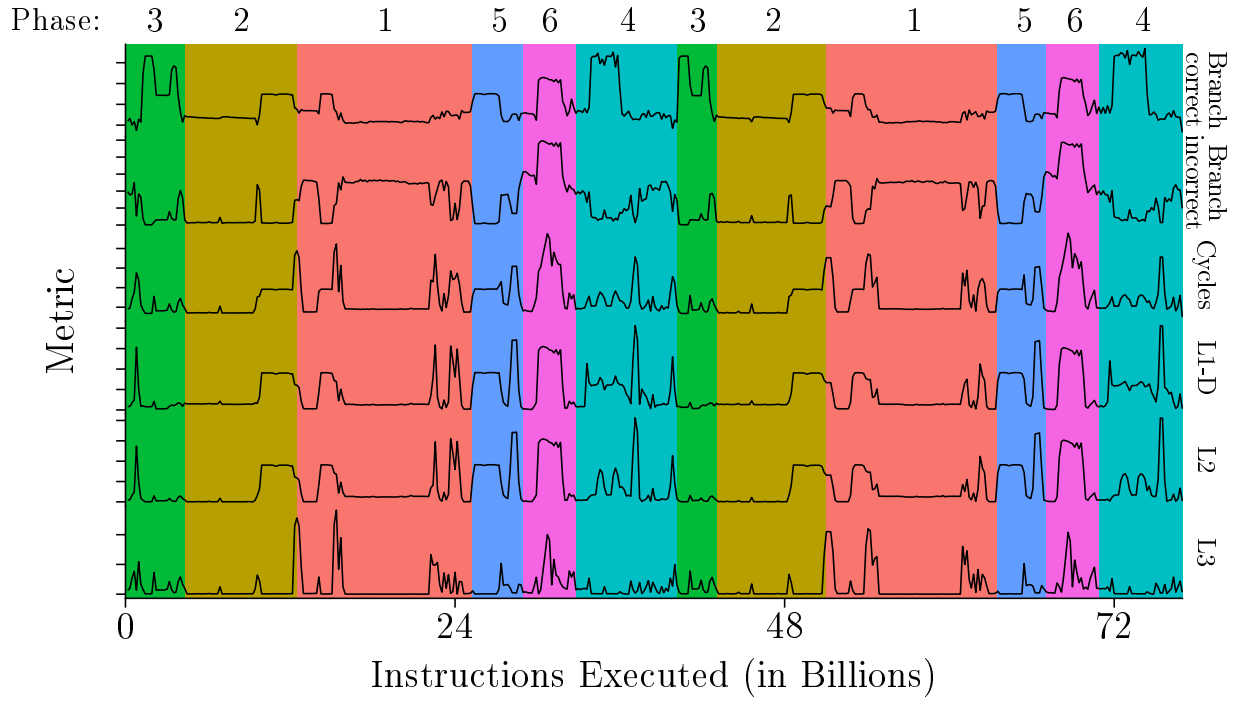 Phase: 3 2 1 5 6 4 3 2 1 5 6 4
Branch
correct
Branch
incorrect
Cycles
L1-D
L2
L3
Metric
0 24 48 72
Instructions Executed (in Billions)